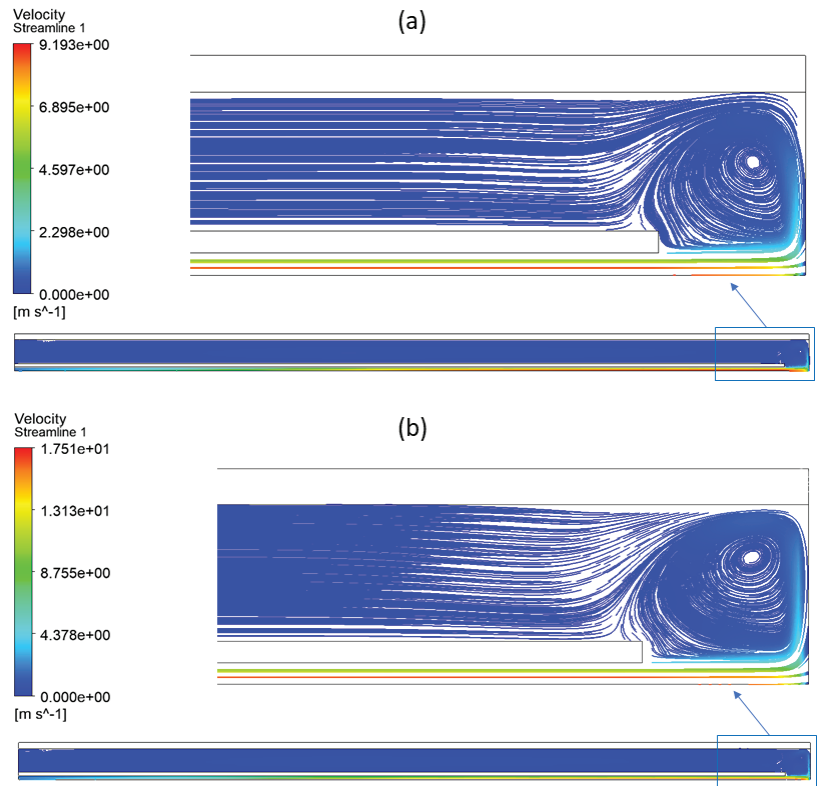 (a)
Velocity
Streamline 1
9.193e+00
6.895e+00
4.597e+00
2.298e+00
0.000e+00
[m s^-1]
(b)
Velocity
Streamline 1
1.751e+01
1.313e+01
8.755e+00
4.378e+00
0.000e+00
[m s^-1]